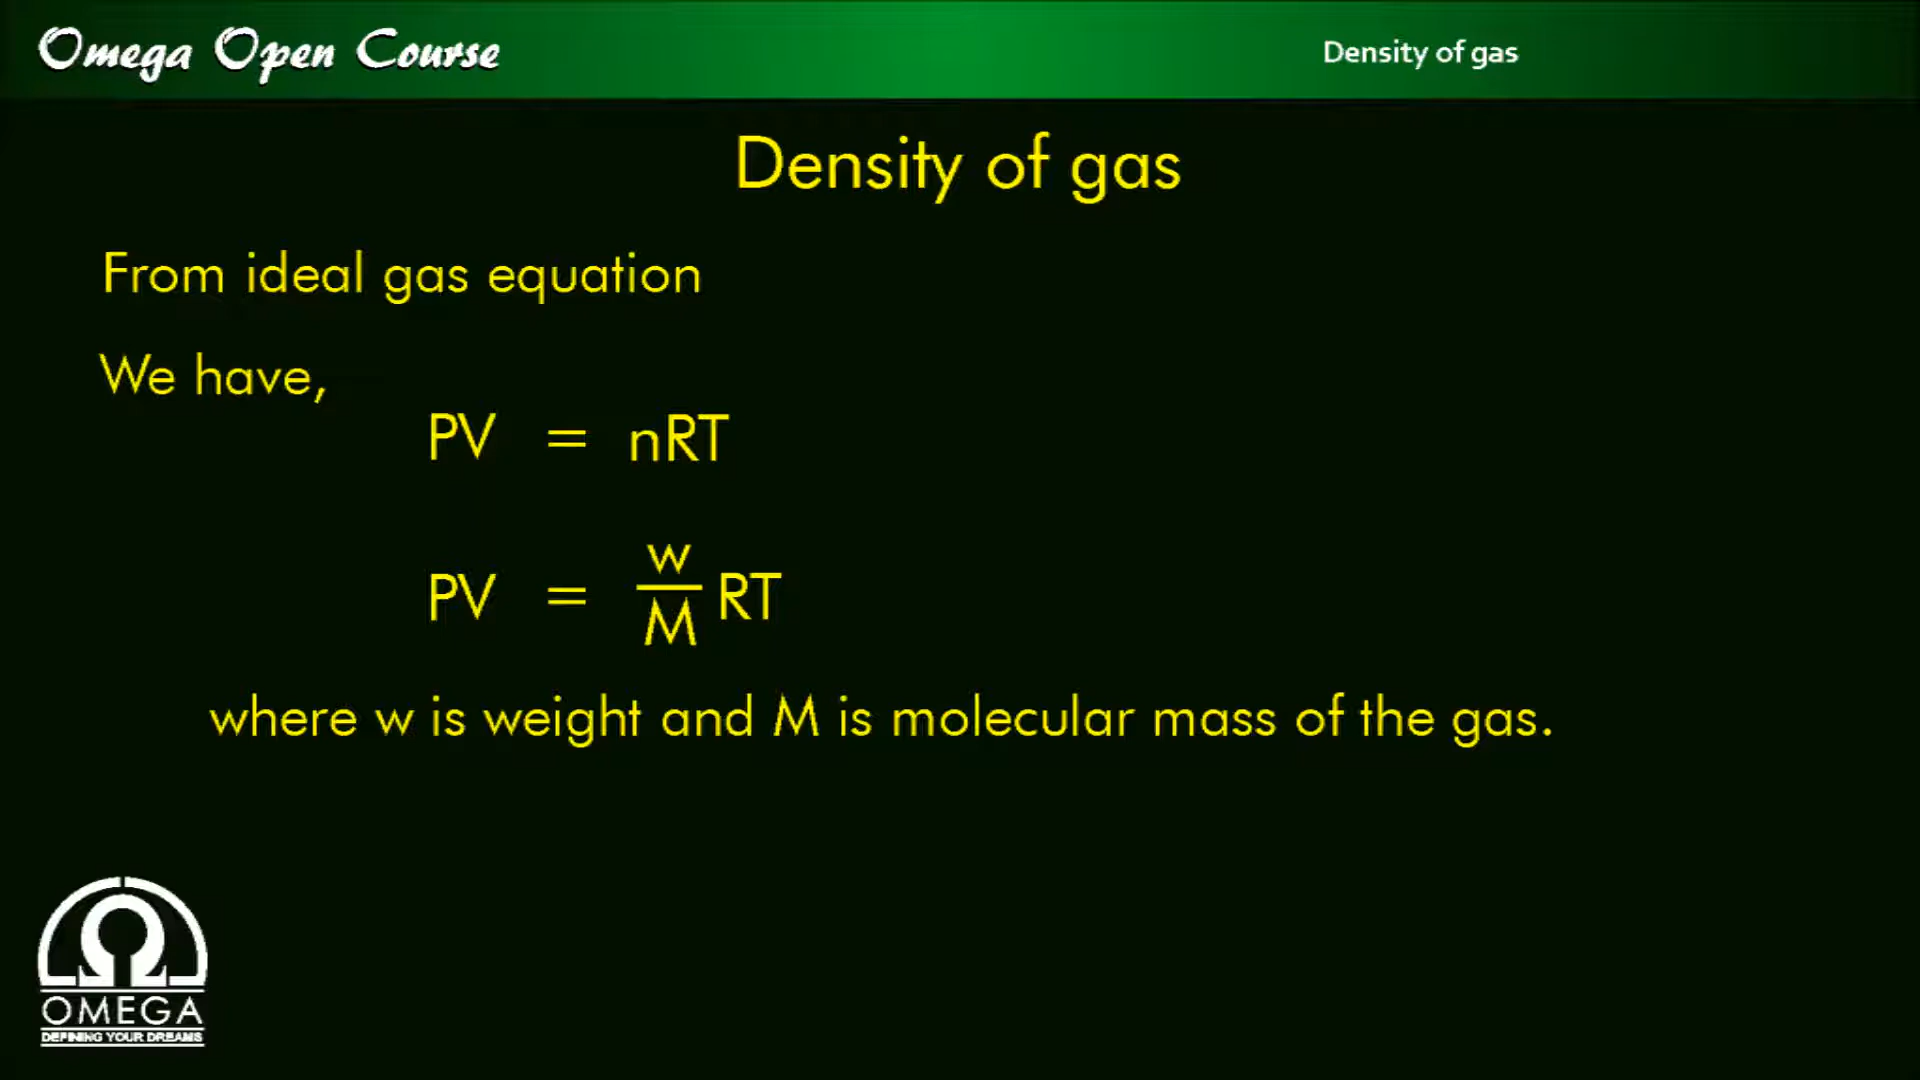 Omega Open Course
Density of gas
Density of gas
From ideal gas equation
We have,
PV = nRT
PV = w/M RT
where w is weight and M is molecular mass of the gas.
OMEGA
DEFINING YOUR DREAMS